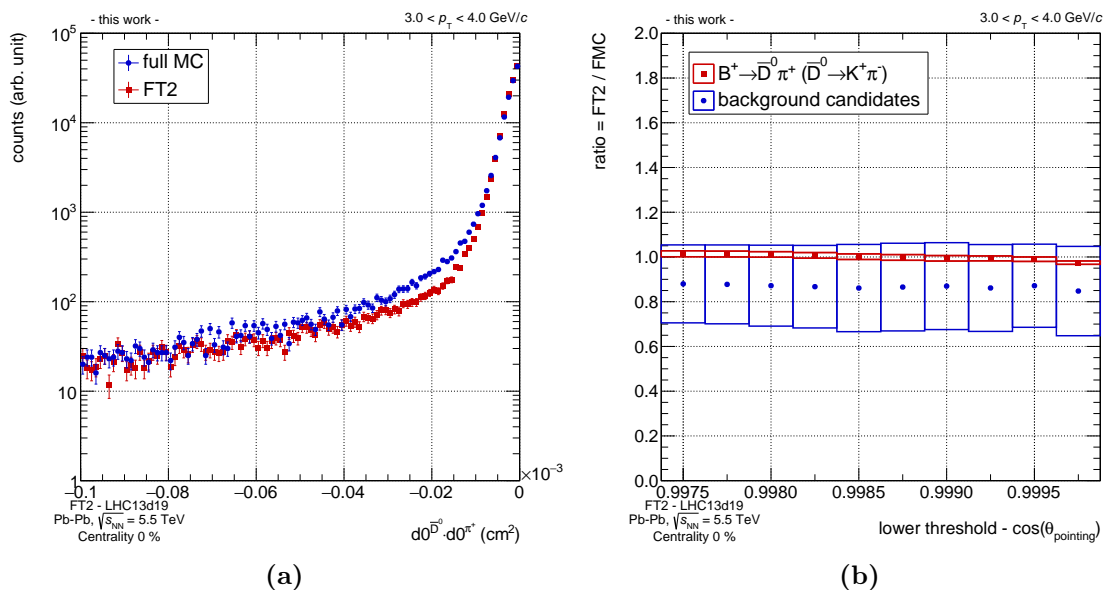 - this work -
3.0 < p_T < 4.0 GeV/c
counts (arb. unit)
full MC
FT2
10^5
10^4
10^3
10^2
10
1
−0.1 −0.08 −0.06 −0.04 −0.02 0
×10^−3
d0^D̅^0·d0^π^+ (cm^2)
FT2 - LHC13d19
Pb-Pb, √s_NN = 5.5 TeV
Centrality 0 %
(a)
- this work -
3.0 < p_T < 4.0 GeV/c
ratio = FT2 / FMC
B^+→D̅^0π^+ (D̅^0→K^+π^-)
background candidates
2.0
1.8
1.6
1.4
1.2
1.0
0.8
0.6
0.4
0.2
0.0
0.9975 0.9980 0.9985 0.9990 0.9995
lower threshold - cos(θ_pointing)
FT2 - LHC13d19
Pb-Pb, √s_NN = 5.5 TeV
Centrality 0 %
(b)